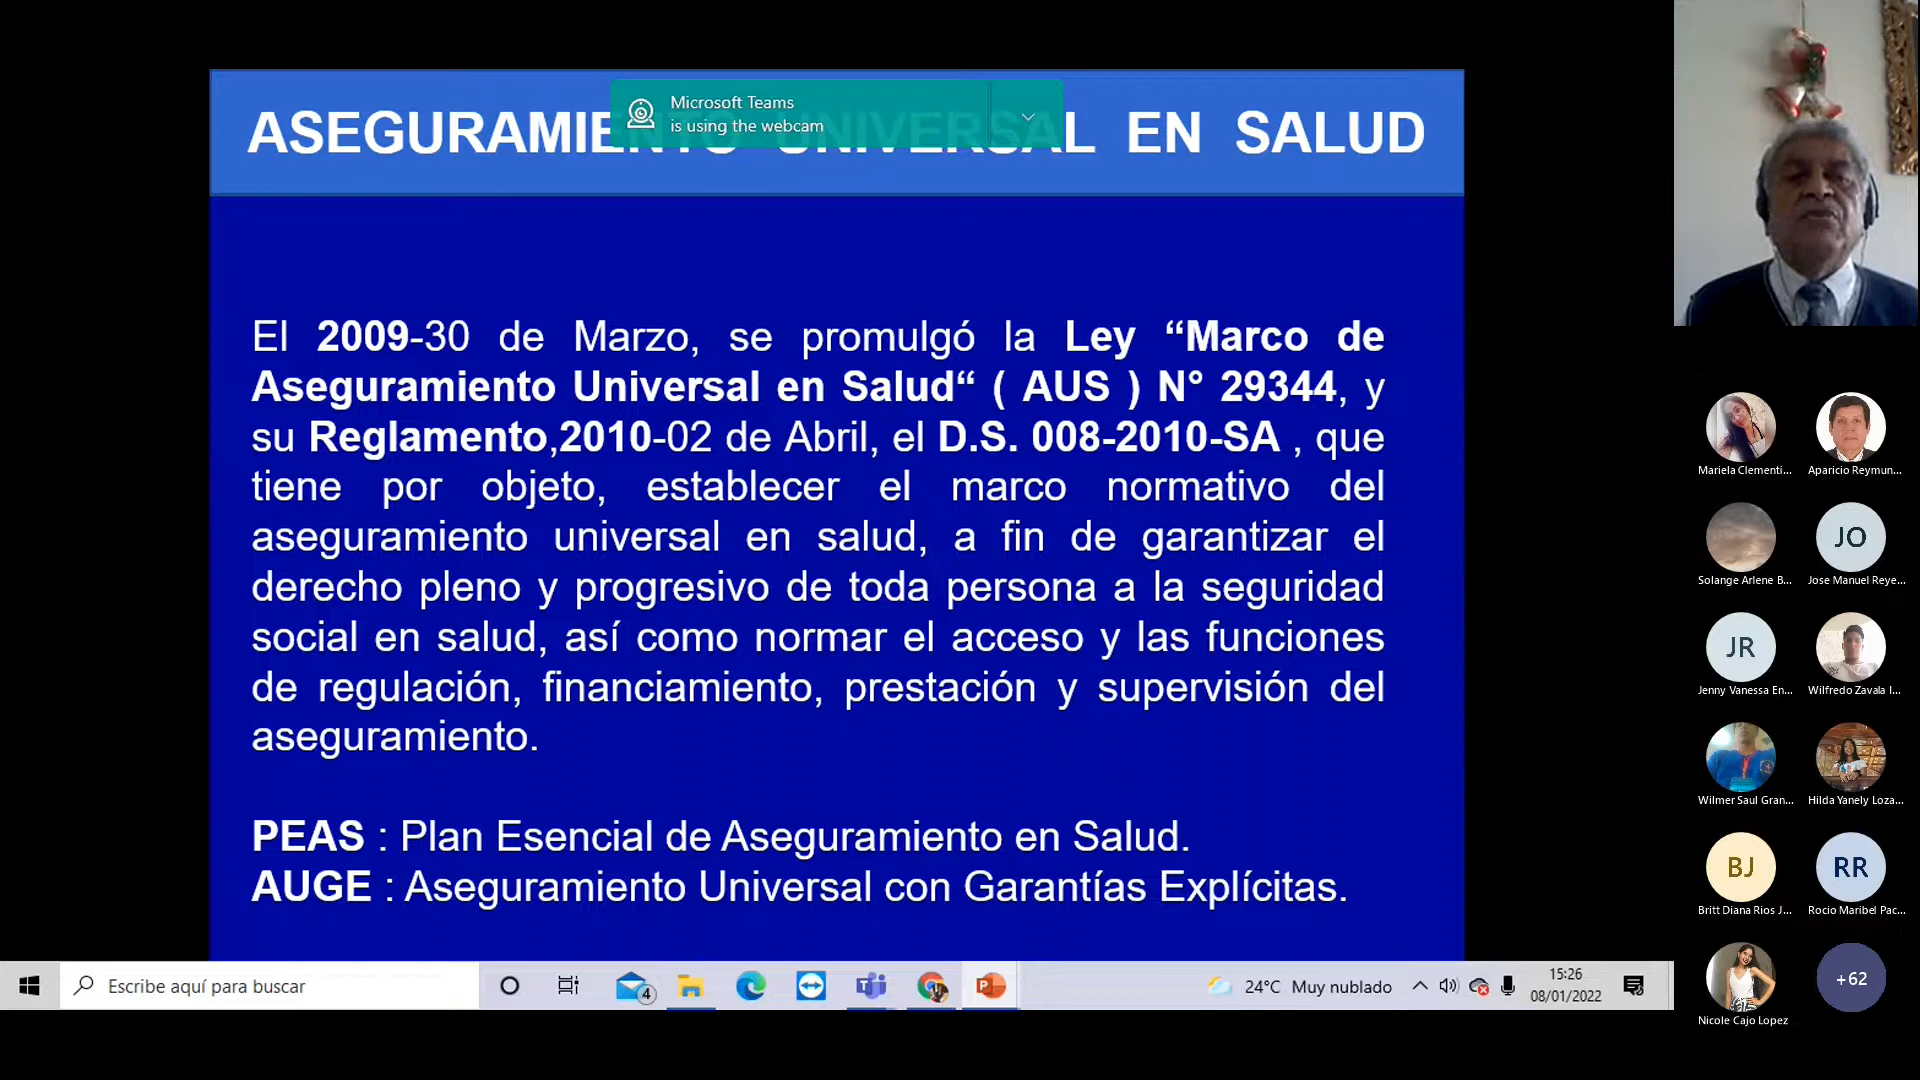 ASEGURAMIENTO UNIVERSAL EN SALUD
Microsoft Teams
is using the webcam
El 2009-30 de Marzo, se promulgó la Ley “Marco de
Aseguramiento Universal en Salud“ ( AUS ) N° 29344, y
su Reglamento,2010-02 de Abril, el D.S. 008-2010-SA , que
tiene por objeto, establecer el marco normativo del
aseguramiento universal en salud, a fin de garantizar el
derecho pleno y progresivo de toda persona a la seguridad
social en salud, así como normar el acceso y las funciones
de regulación, financiamiento, prestación y supervisión del
aseguramiento.
PEAS : Plan Esencial de Aseguramiento en Salud.
AUGE : Aseguramiento Universal con Garantías Explícitas.
Escribe aquí para buscar
4
24°C Muy nublado
15:26
08/01/2022
Mariela Clementi...
Aparicio Reymun...
Solange Arlene B...
JO
Jose Manuel Reye...
JR
Jenny Vanessa En...
Wilfredo Zavala I...
Wilmer Saul Gran...
Hilda Yanely Loza...
BJ
Britt Diana Rios J...
RR
Rocio Maribel Pac...
Nicole Cajo Lopez
+62